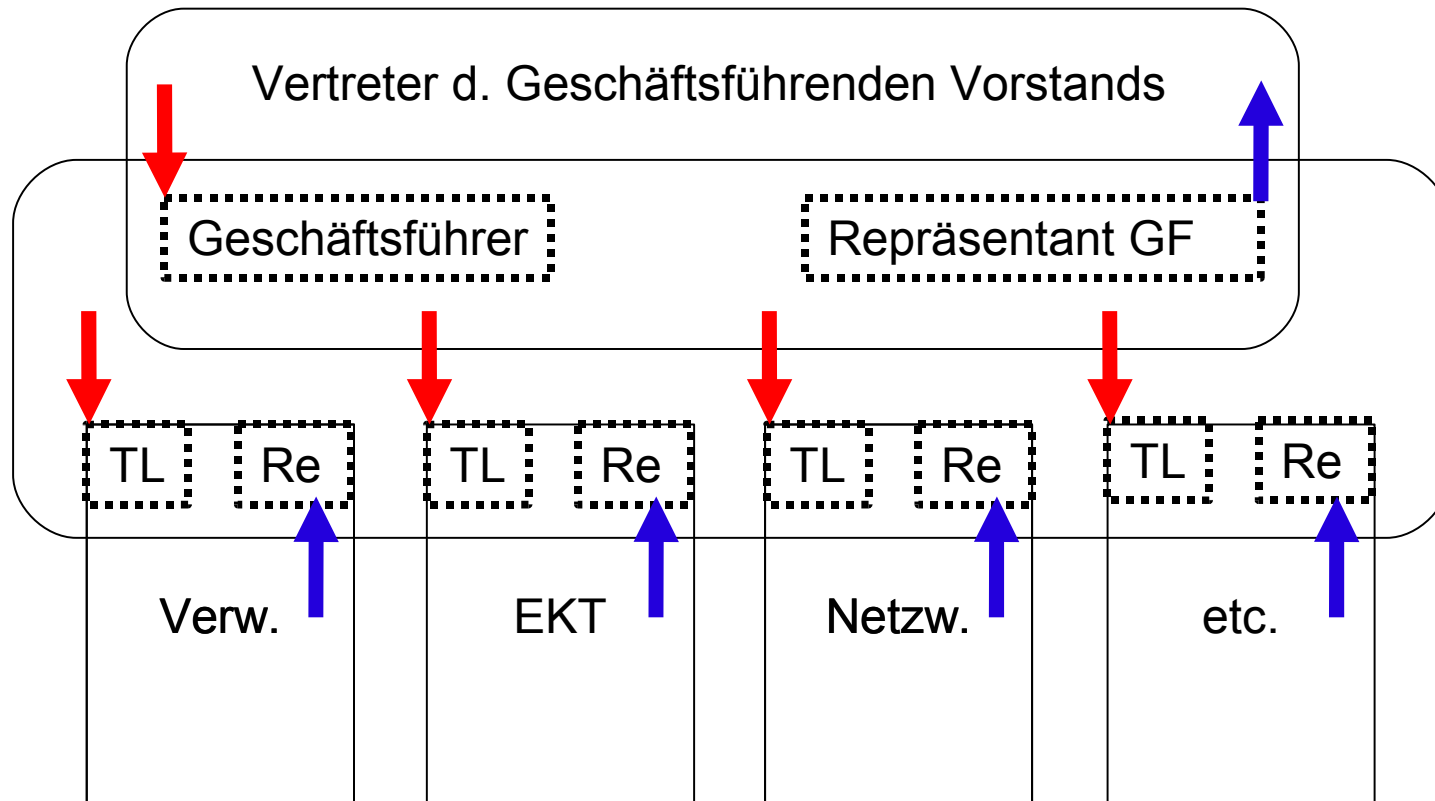 Vertreter d. Geschäftsführenden Vorstands
Geschäftsführer Repräsentant GF
TL Re TL Re TL Re TL Re
Verw. EKT Netzw. etc.